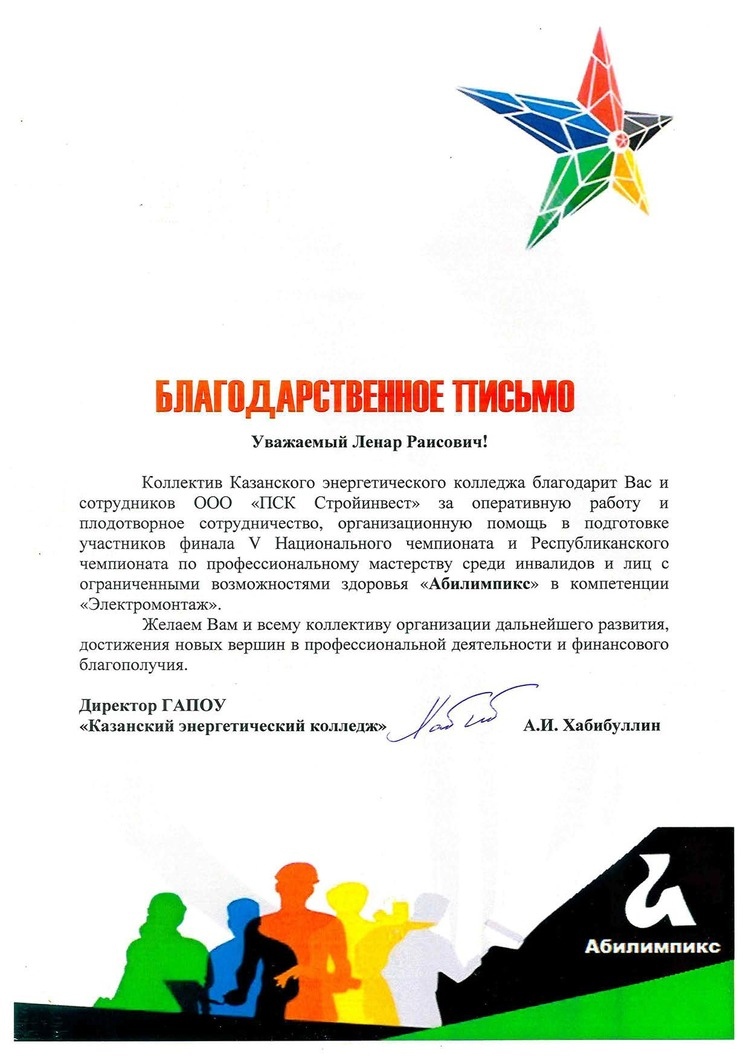 БЛАГОДАРСТВЕННОЕ ПИСЬМО
Уважаемый Ленар Раисович!
Коллектив Казанского энергетического колледжа благодарит Вас и
сотрудников ООО «ПСК Стройинвест» за оперативную работу и
плодотворное сотрудничество, организационную помощь в подготовке
участников финала V Национального чемпионата и Республиканского
чемпионата по профессиональному мастерству среди инвалидов и лиц с
ограниченными возможностями здоровья «Абилимпикс» в компетенции
«Электромонтаж».
Желаем Вам и всему коллективу организации дальнейшего развития,
достижения новых вершин в профессиональной деятельности и финансового
благополучия.
Директор ГАПОУ
«Казанский энергетический колледж» А.И. Хабибуллин
Абилимпикс